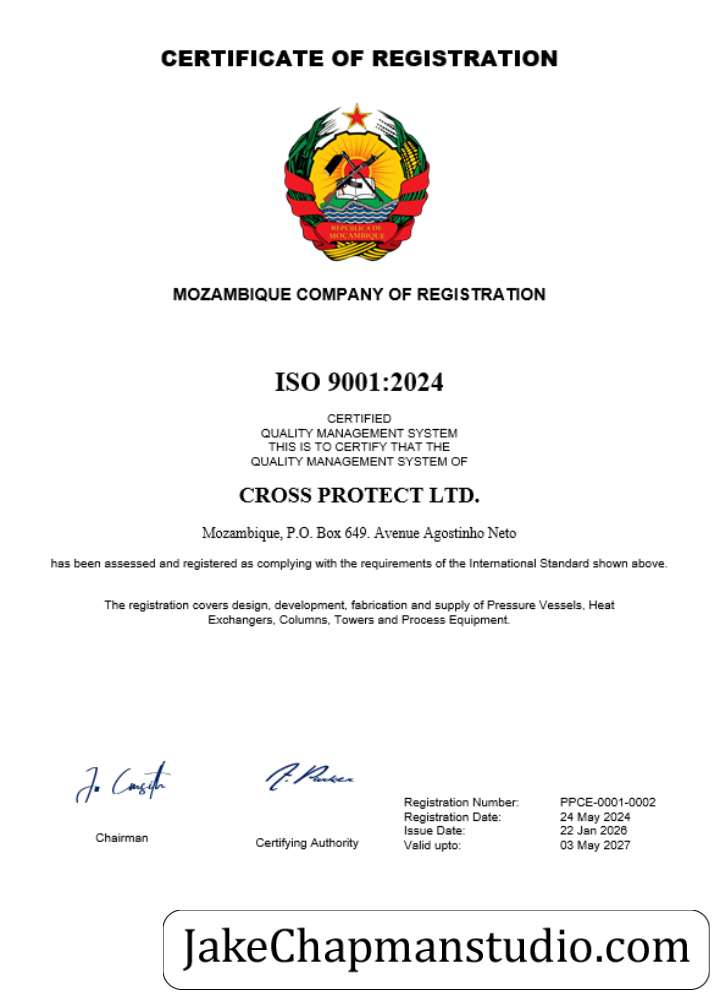 CERTIFICATE OF REGISTRATION
REPUBLICA DE
MOÇAMBIQUE
MOZAMBIQUE COMPANY OF REGISTRATION
ISO 9001:2024
CERTIFIED
QUALITY MANAGEMENT SYSTEM
THIS IS TO CERTIFY THAT THE
QUALITY MANAGEMENT SYSTEM OF
CROSS PROTECT LTD.
Mozambique, P.O. Box 649. Avenue Agostinho Neto
has been assessed and registered as complying with the requirements of the International Standard shown above.
The registration covers design, development, fabrication and supply of Pressure Vessels, Heat
Exchangers, Columns, Towers and Process Equipment.
Chairman
Certifying Authority
Registration Number: PPCE-0001-0002
Registration Date: 24 May 2024
Issue Date: 22 Jan 2026
Valid upto: 03 May 2027
JakeChapmanstudio.com